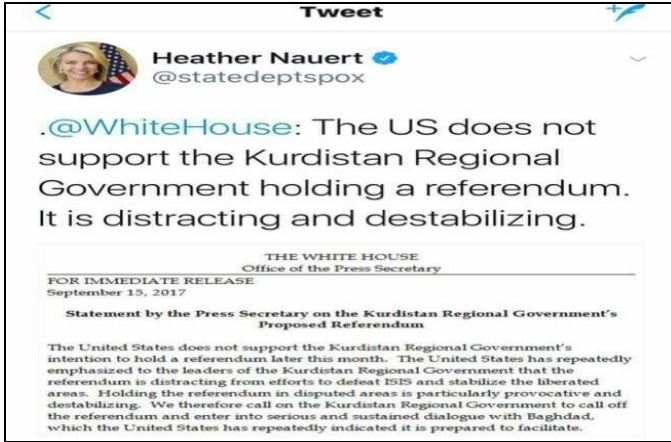 Tweet
Heather Nauert
@statedeptspox
.@WhiteHouse: The US does not
support the Kurdistan Regional
Government holding a referendum.
It is distracting and destabilizing.
THE WHITE HOUSE
Office of the Press Secretary
FOR IMMEDIATE RELEASE
September 15, 2017
Statement by the Press Secretary on the Kurdistan Regional Government's
Proposed Referendum
The United States does not support the Kurdistan Regional Government's
intention to hold a referendum later this month. The United States has repeatedly
emphasized to the leaders of the Kurdistan Regional Government that the
referendum is distracting from efforts to defeat ISIS and stabilize the liberated
areas. Holding the referendum in disputed areas is particularly provocative and
destabilizing. We therefore call on the Kurdistan Regional Government to call off
the referendum and enter into serious and sustained dialogue with Baghdad,
which the United States has repeatedly indicated it is prepared to facilitate.